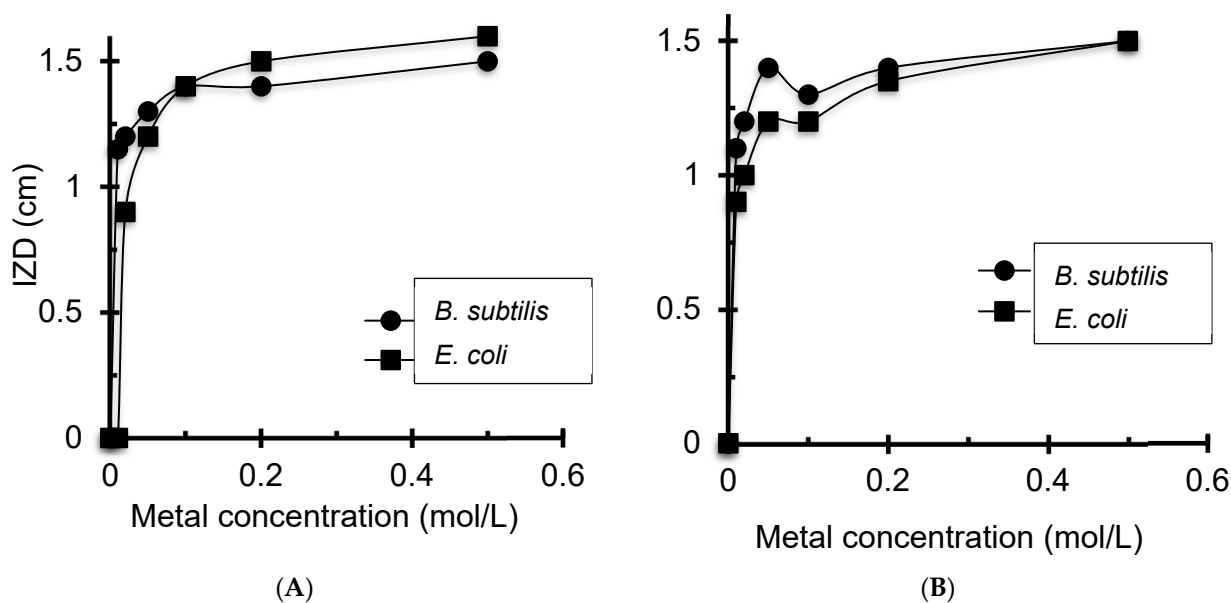 1.5
1
0.5
0
IZD (cm)
B. subtilis
E. coli
0 0.2 0.4 0.6
Metal concentration (mol/L)
(A)
1.5
1
0.5
0
B. subtilis
E. coli
0 0.2 0.4 0.6
Metal concentration (mol/L)
(B)